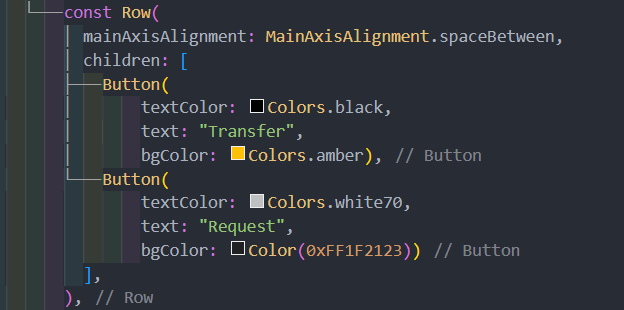 const Row(
mainAxisAlignment: MainAxisAlignment.spaceBetween,
children: [
Button(
textColor: Colors.black,
text: "Transfer",
bgColor: Colors.amber), // Button
Button(
textColor: Colors.white70,
text: "Request",
bgColor: Color(0xFF1F2123)) // Button
],
), // Row